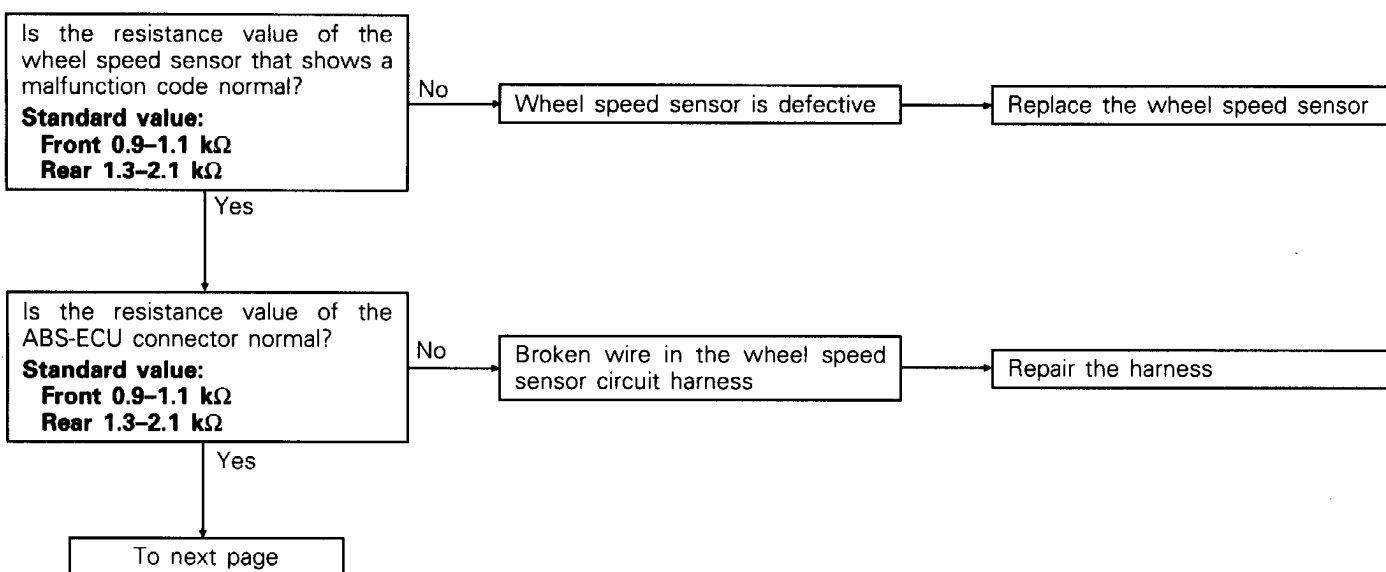 Is the resistance value of the
wheel speed sensor that shows a
malfunction code normal?
Standard value:
Front 0.9–1.1 kΩ
Rear 1.3–2.1 kΩ
No
Wheel speed sensor is defective
Replace the wheel speed sensor
Yes
Is the resistance value of the
ABS-ECU connector normal?
Standard value:
Front 0.9–1.1 kΩ
Rear 1.3–2.1 kΩ
No
Broken wire in the wheel speed
sensor circuit harness
Repair the harness
Yes
To next page